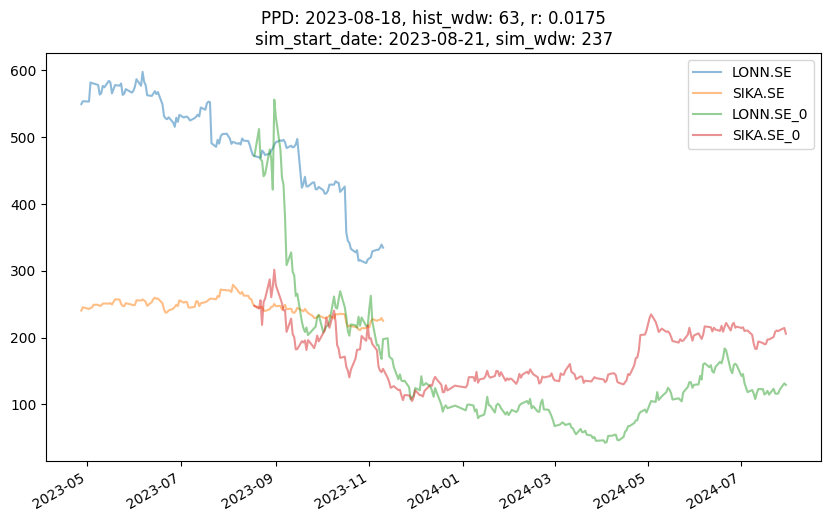 PPD: 2023-08-18, hist_wdw: 63, r: 0.0175
sim_start_date: 2023-08-21, sim_wdw: 237
LONN.SE
SIKA.SE
LONN.SE_0
SIKA.SE_0
600
500
400
300
200
100
2023-05
2023-07
2023-09
2023-11
2024-01
2024-03
2024-05
2024-07